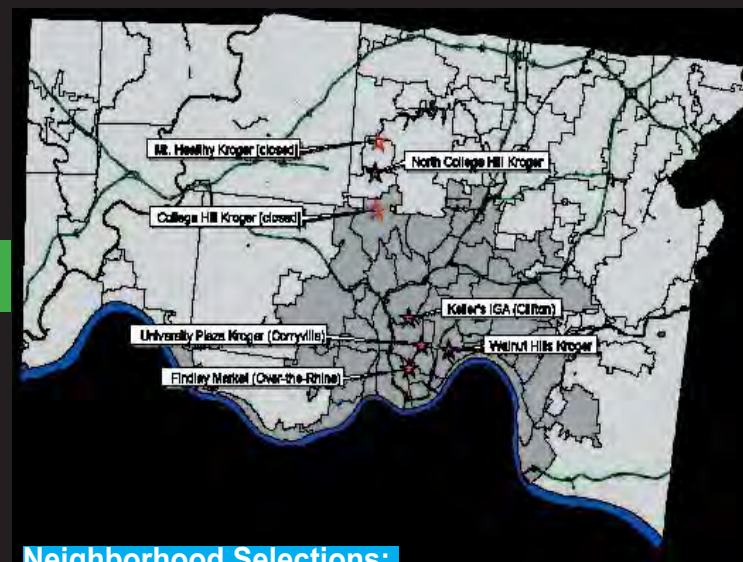 Mt. Healthy Kroger (closed)
North College Hill Kroger
College Hill Kroger (closed)
Keller's IGA (Clifton)
University Plaza Kroger (Corryville)
Walnut Hills Kroger
Findlay Market (Over-the-Rhine)
Neighborhood Selections: